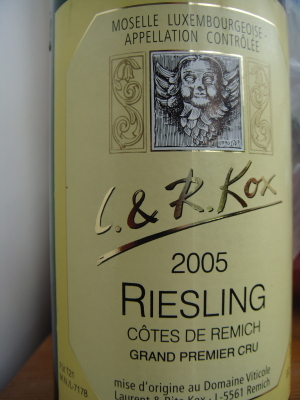 MOSELLE LUXEMBOURGEOISE-
APPELLATION CONTRÔLÉE
L. & R. Kox
2005
RIESLING
CÔTES DE REMICH
GRAND PREMIER CRU
mise d'origine au Domaine Viticole
Laurent & Rita Kox - L-5561 Remich